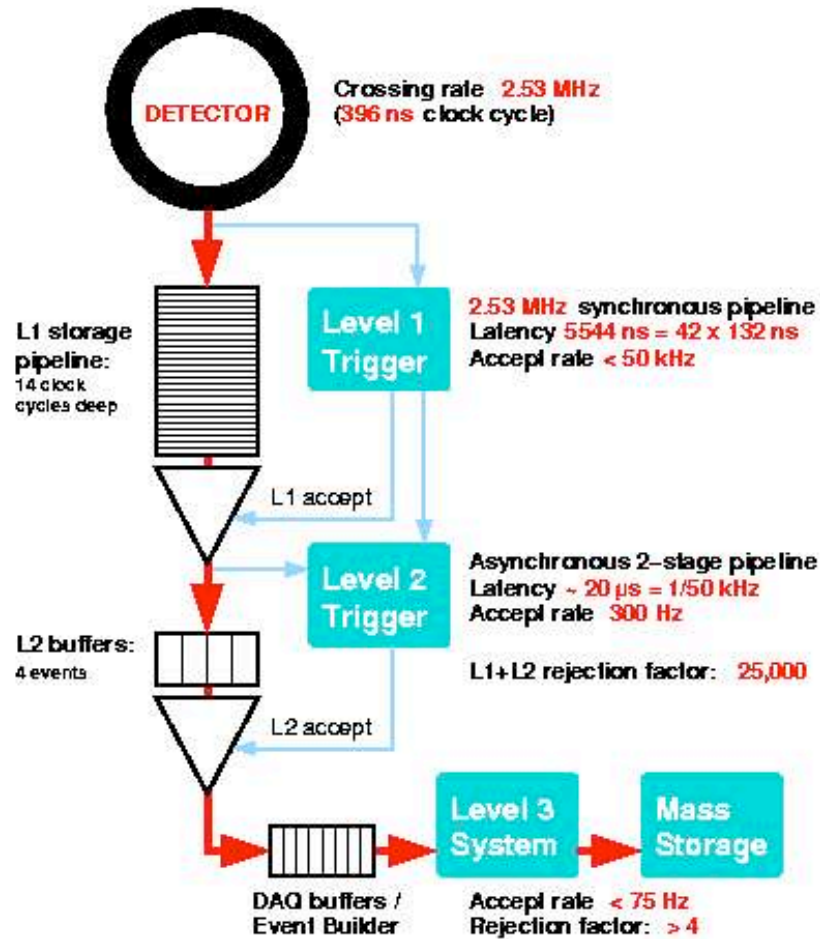 DETECTOR
Crossing rate 2.53 MHz
(396 ns clock cycle)
L1 storage
pipeline:
14 clock
cycles deep
Level 1
Trigger
2.53 MHz synchronous pipeline
Latency 5544 ns = 42 x 132 ns
Accept rate < 50 kHz
L1 accept
Level 2
Trigger
Asynchronous 2-stage pipeline
Latency ~ 20 µs = 1/50 kHz
Accept rate 300 Hz
L2 buffers:
4 events
L1+L2 rejection factor: 25,000
L2 accept
Level 3
System
Mass
Storage
DAQ buffers /
Event Builder
Accept rate < 75 Hz
Rejection factor: > 4